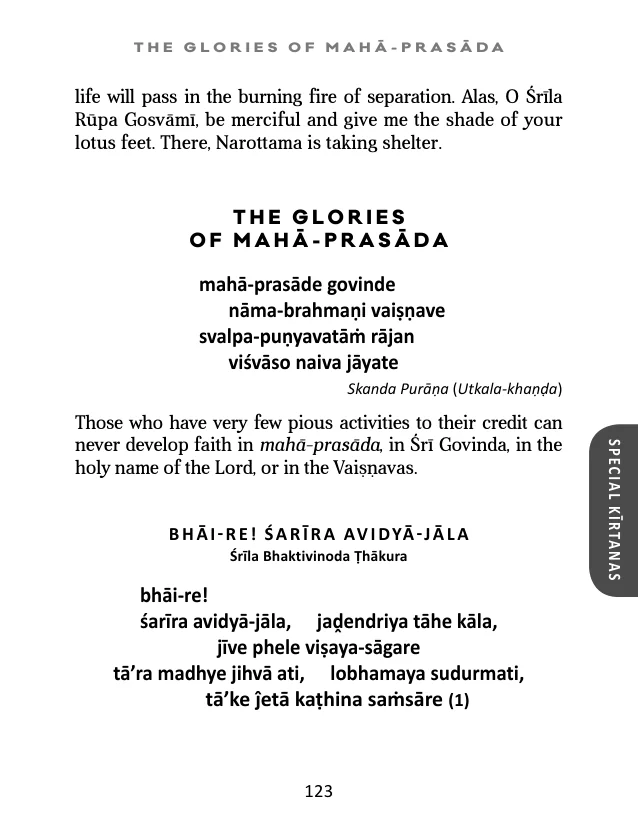 THE GLORIES OF MAHĀ-PRASĀDA
life will pass in the burning fire of separation. Alas, O Śrīla
Rūpa Gosvāmī, be merciful and give me the shade of your
lotus feet. There, Narottama is taking shelter.
THE GLORIES
OF MAHĀ-PRASĀDA
mahā-prasāde govinde
nāma-brahmaṇi vaiṣṇave
svalpa-puṇyavatāṁ rājan
viśvāso naiva jāyate
Skanda Purāṇa (Utkala-khaṇḍa)
Those who have very few pious activities to their credit can
never develop faith in mahā-prasāda, in Śrī Govinda, in the
holy name of the Lord, or in the Vaiṣṇavas.
SPECIAL KĪRTANAS
BHĀI-RE! ŚARĪRA AVIDYĀ-JĀLA
Śrīla Bhaktivinoda Ṭhākura
bhāi-re!
śarīra avidyā-jāla, jaḓendriya tāhe kāla,
jīve phele viṣaya-sāgare
tā’ra madhye jihvā ati, lobhamaya sudurmati,
tā’ke ĵetā kaṭhina saṁsāre (1)
123